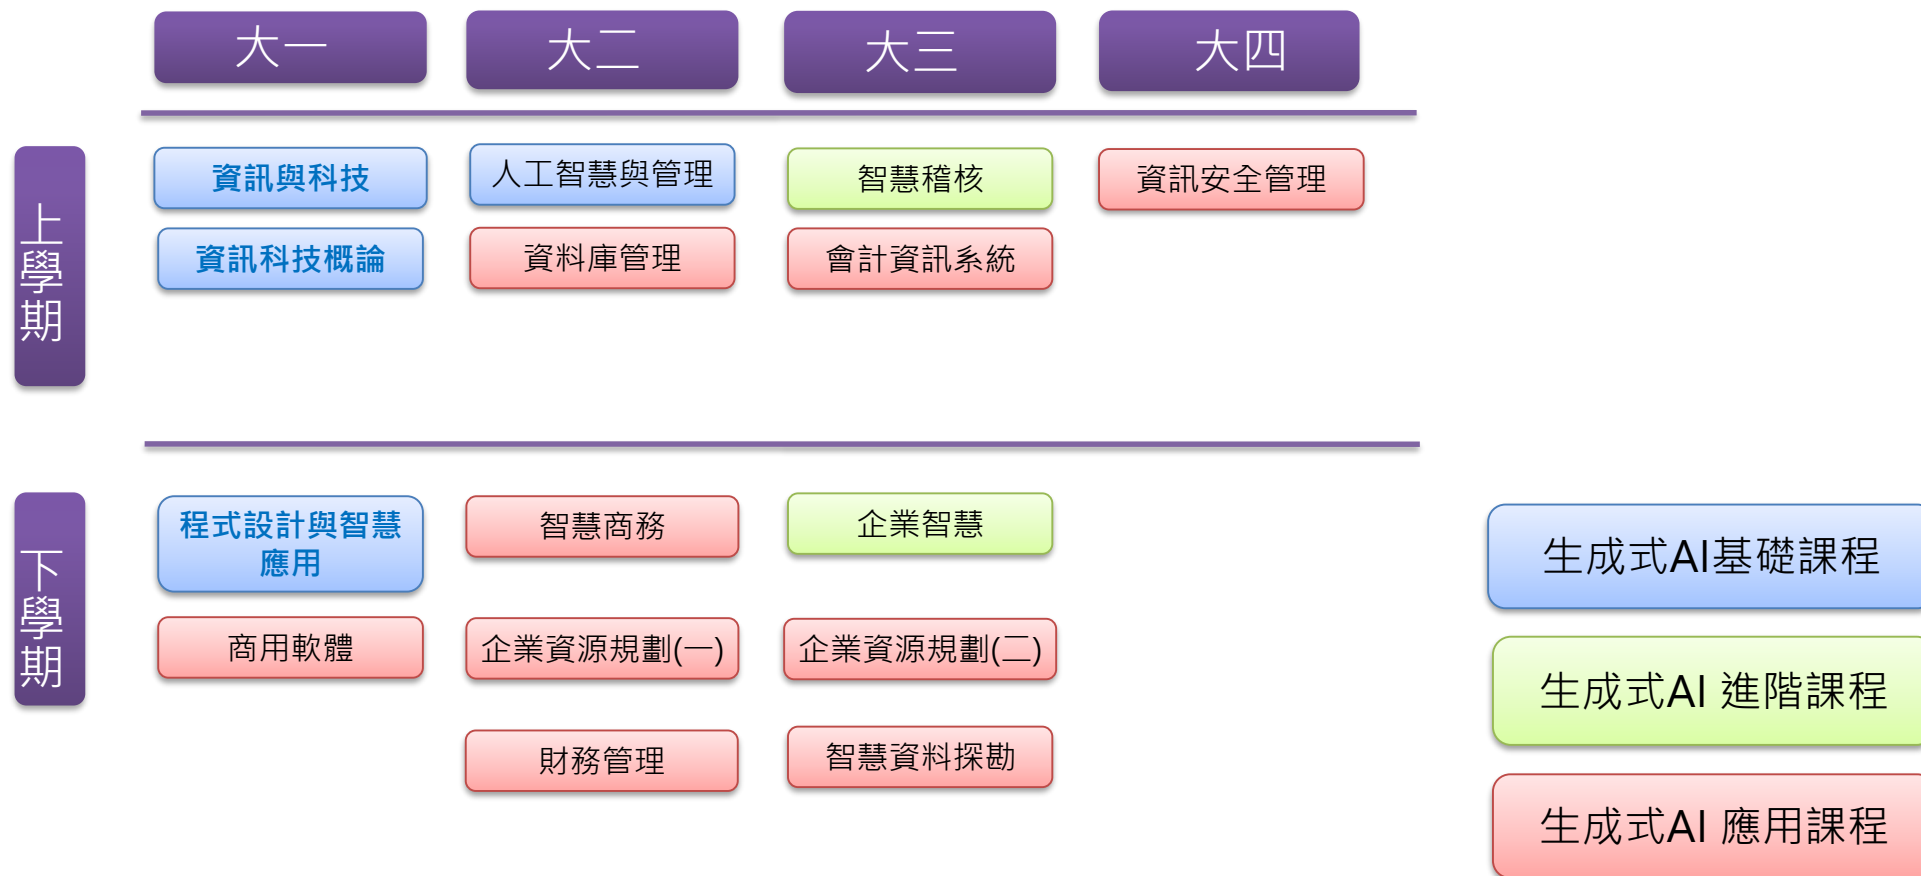 大一
大二
大三
大四
上學期
資訊與科技
人工智慧與管理
智慧稽核
資訊安全管理
資訊科技概論
資料庫管理
會計資訊系統
下學期
程式設計與智慧
應用
智慧商務
企業智慧
商用軟體
企業資源規劃(一)
企業資源規劃(二)
財務管理
智慧資料探勘
生成式AI基礎課程
生成式AI 進階課程
生成式AI 應用課程